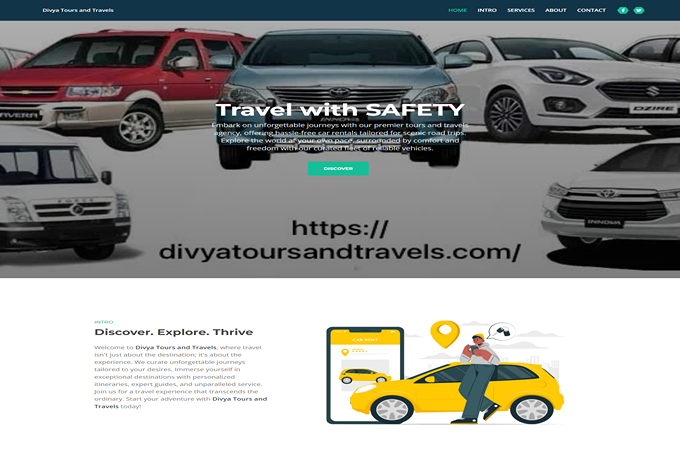 Divya Tours and Travels
HOME INTRO SERVICES ABOUT CONTACT
TAVERA
INNOVA
DZIRE
Travel with SAFETY
Embark on unforgettable journeys with our premier tours and travels
agency, offering hassle-free car rentals tailored for scenic road trips.
Explore the world at your own pace, surrounded by comfort and
freedom with our curated fleet of reliable vehicles.
DISCOVER
FORCE
INNOVA
https://
divyatoursandtravels.com/
INTRO
Discover. Explore. Thrive
Welcome to Divya Tours and Travels, where travel
isn't just about the destination; it's about the
experience. We curate unforgettable journeys
tailored to your desires. Immerse yourself in
exceptional destinations with personalized
itineraries, expert guides, and unparalleled service.
Join us for a travel experience that transcends the
ordinary. Start your adventure with Divya Tours and
Travels today!
CAR RENT